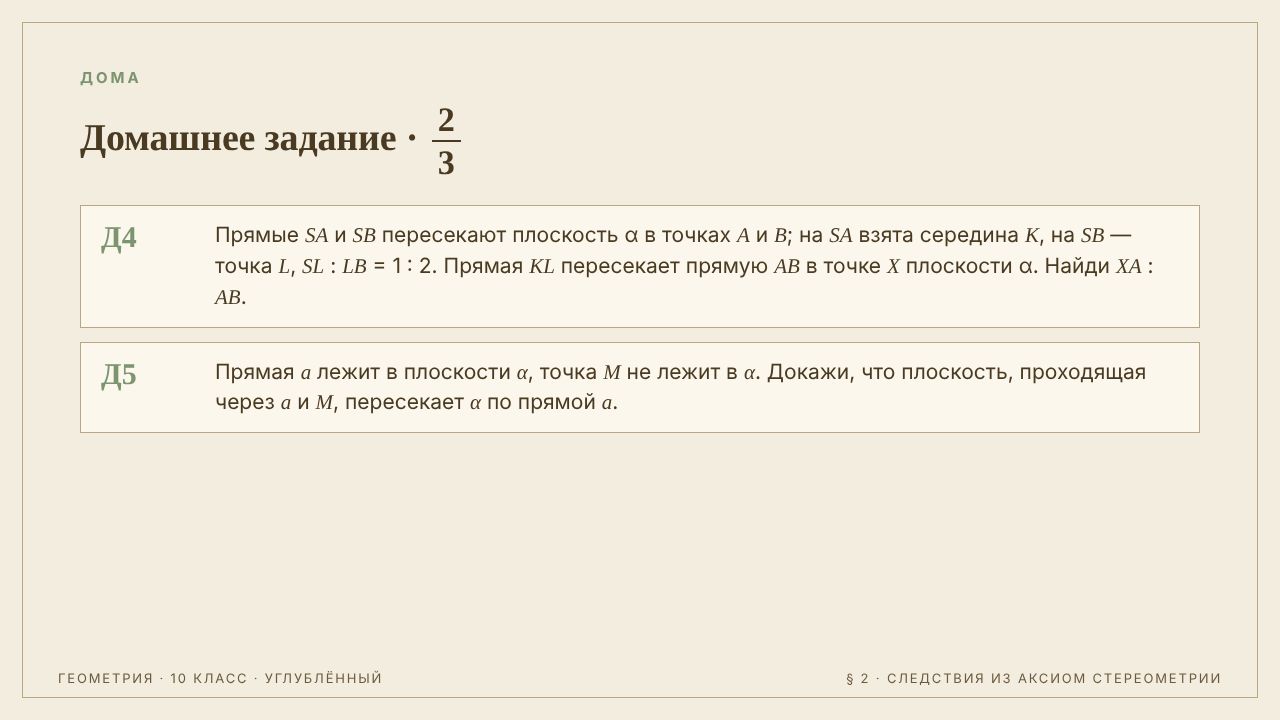 ДОМА
Домашнее задание · 2/3
Д4
Прямые SA и SB пересекают плоскость α в точках A и B; на SA взята середина K, на SB —
точка L, SL : LB = 1 : 2. Прямая KL пересекает прямую AB в точке X плоскости α. Найди XA :
AB.
Д5
Прямая a лежит в плоскости α, точка M не лежит в α. Докажи, что плоскость, проходящая
через a и M, пересекает α по прямой a.
ГЕОМЕТРИЯ · 10 КЛАСС · УГЛУБЛЁННЫЙ
§ 2 · СЛЕДСТВИЯ ИЗ АКСИОМ СТЕРЕОМЕТРИИ